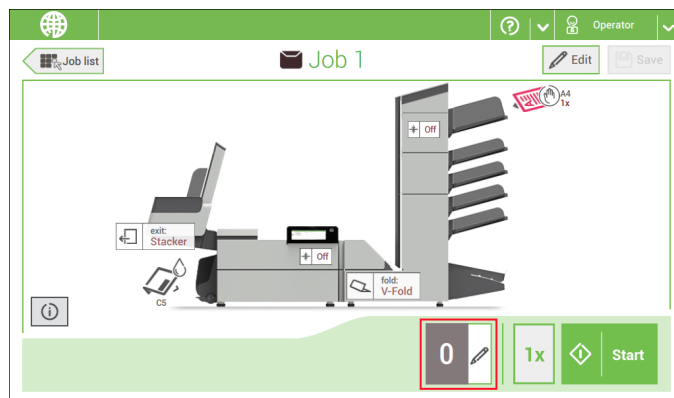 Operator
Job list
Job 1
Edit
Save
A4
1x
Off
exit:
Stacker
Off
fold:
V-Fold
C5
0
1x
Start